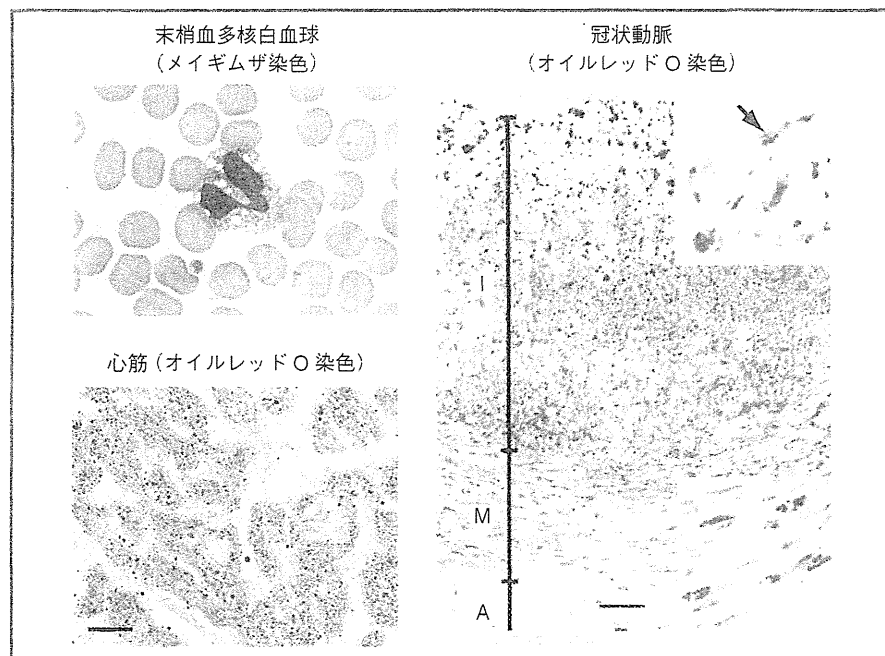 末梢血多核白血球
(メイギムザ染色)
冠状動脈
(オイルレッドO染色)
I
M
A
心筋(オイルレッドO染色)